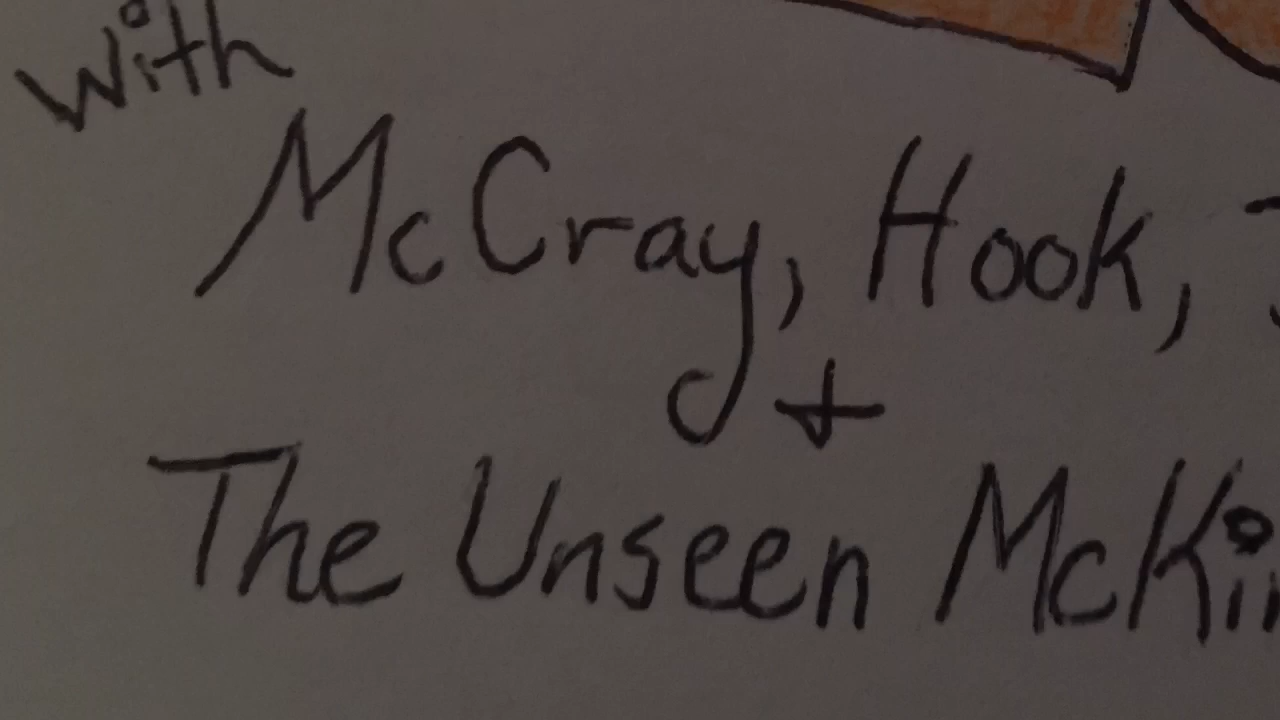 with
McCray, Hook,
+
The Unseen